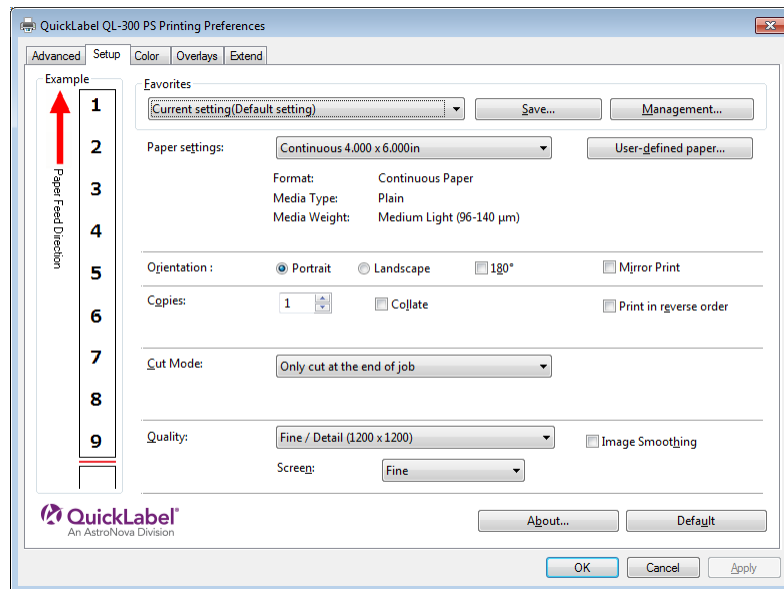 QuickLabel QL-300 PS Printing Preferences
Advanced Setup Color Overlays Extend
Example
Paper Feed Direction
1
2
3
4
5
6
7
8
9
Favorites
Current setting(Default setting) Save... Management...
Paper settings: Continuous 4.000 x 6.000in User-defined paper...
Format: Continuous Paper
Media Type: Plain
Media Weight: Medium Light (96-140 µm)
Orientation : Portrait Landscape 180° Mirror Print
Copies: 1 Collate Print in reverse order
Cut Mode: Only cut at the end of job
Quality: Fine / Detail (1200 x 1200) Image Smoothing
Screen: Fine
QuickLabel®
An AstroNova Division
About... Default
OK Cancel Apply